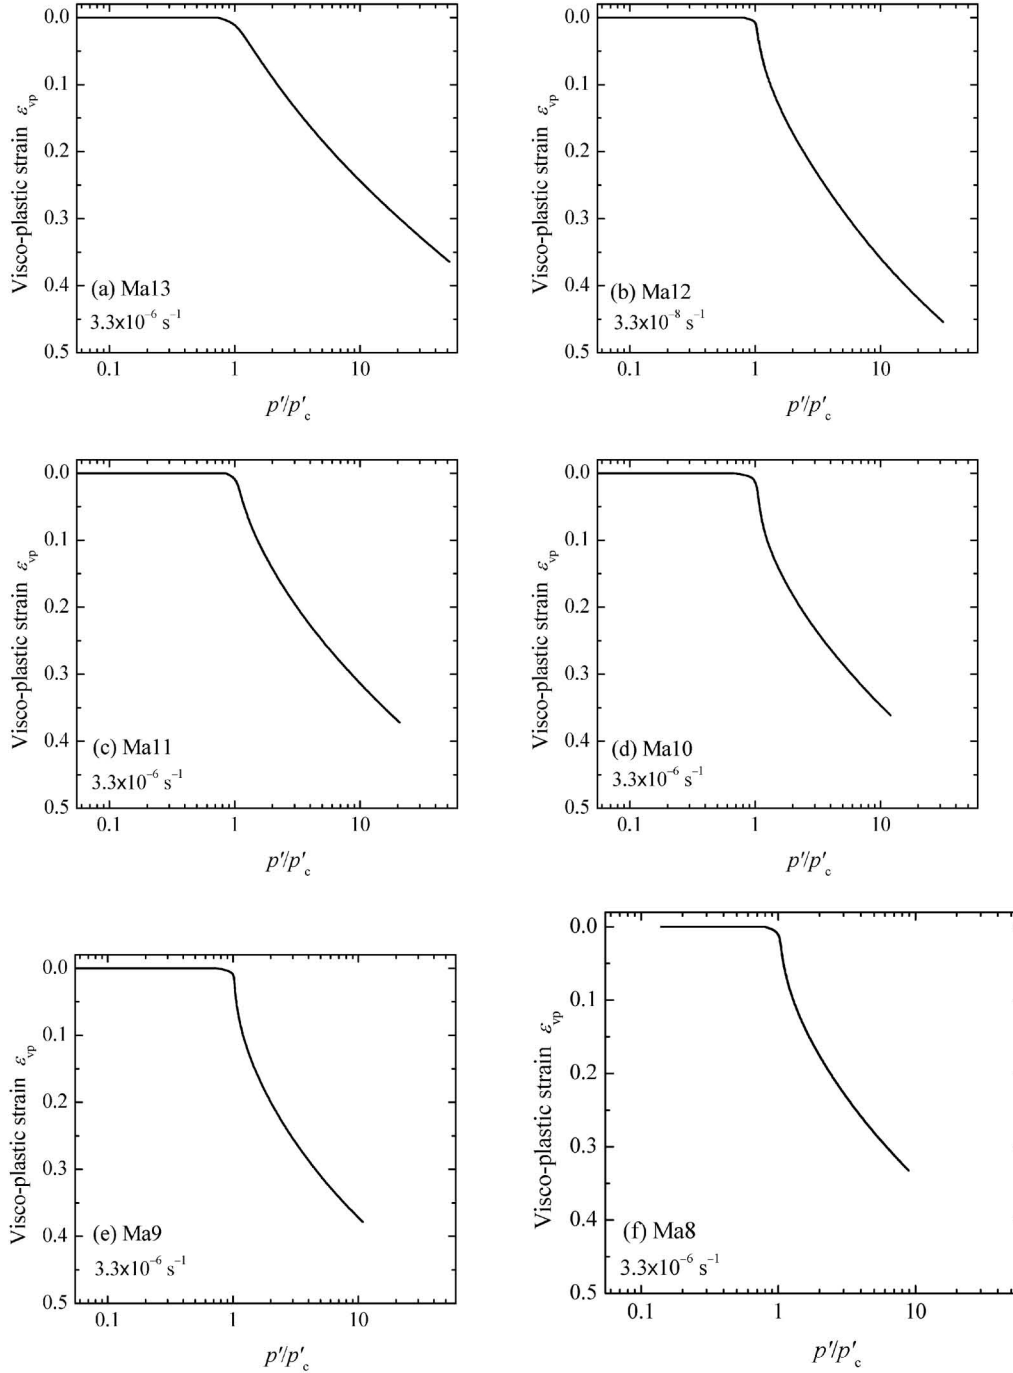 0.0
0.1
0.2
0.3
0.4
0.5
Visco-plastic strain ε_vp
(a) Ma13
3.3x10⁻⁶ s⁻¹
0.1 1 10
p'/p'_c
0.0
0.1
0.2
0.3
0.4
0.5
Visco-plastic strain ε_vp
(b) Ma12
3.3x10⁻⁸ s⁻¹
0.1 1 10
p'/p'_c
0.0
0.1
0.2
0.3
0.4
0.5
Visco-plastic strain ε_vp
(c) Ma11
3.3x10⁻⁶ s⁻¹
0.1 1 10
p'/p'_c
0.0
0.1
0.2
0.3
0.4
0.5
Visco-plastic strain ε_vp
(d) Ma10
3.3x10⁻⁶ s⁻¹
0.1 1 10
p'/p'_c
0.0
0.1
0.2
0.3
0.4
0.5
Visco-plastic strain ε_vp
(e) Ma9
3.3x10⁻⁶ s⁻¹
0.1 1 10
p'/p'_c
0.0
0.1
0.2
0.3
0.4
0.5
Visco-plastic strain ε_vp
(f) Ma8
3.3x10⁻⁶ s⁻¹
0.1 1 10
p'/p'_c